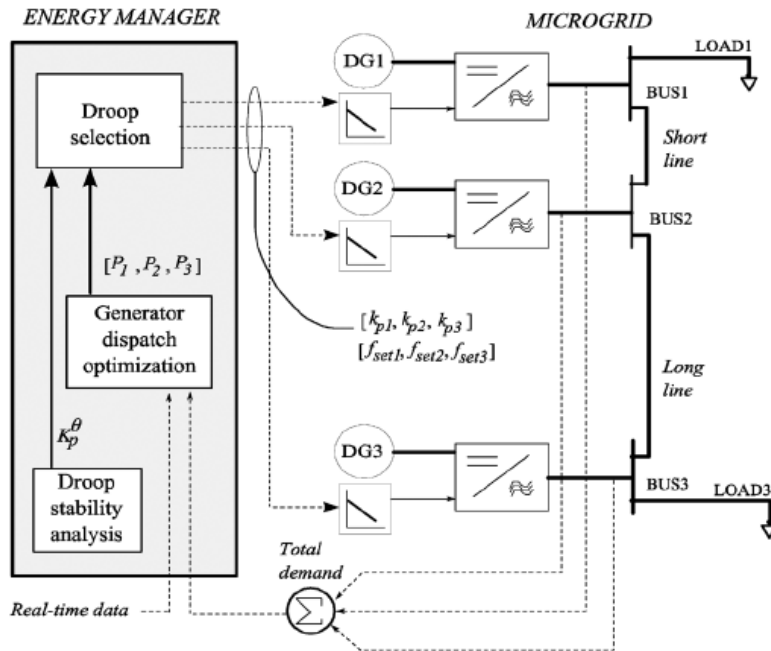 ENERGY MANAGER
MICROGRID
Droop
selection
[P1 , P2 , P3]
Generator
dispatch
optimization
Kpθ
Droop
stability
analysis
Real-time data
Total
demand
Σ
[kp1, kp2, kp3]
[fset1, fset2, fset3]
DG1
DG2
DG3
LOAD1
BUS1
Short
line
BUS2
Long
line
BUS3
LOAD3